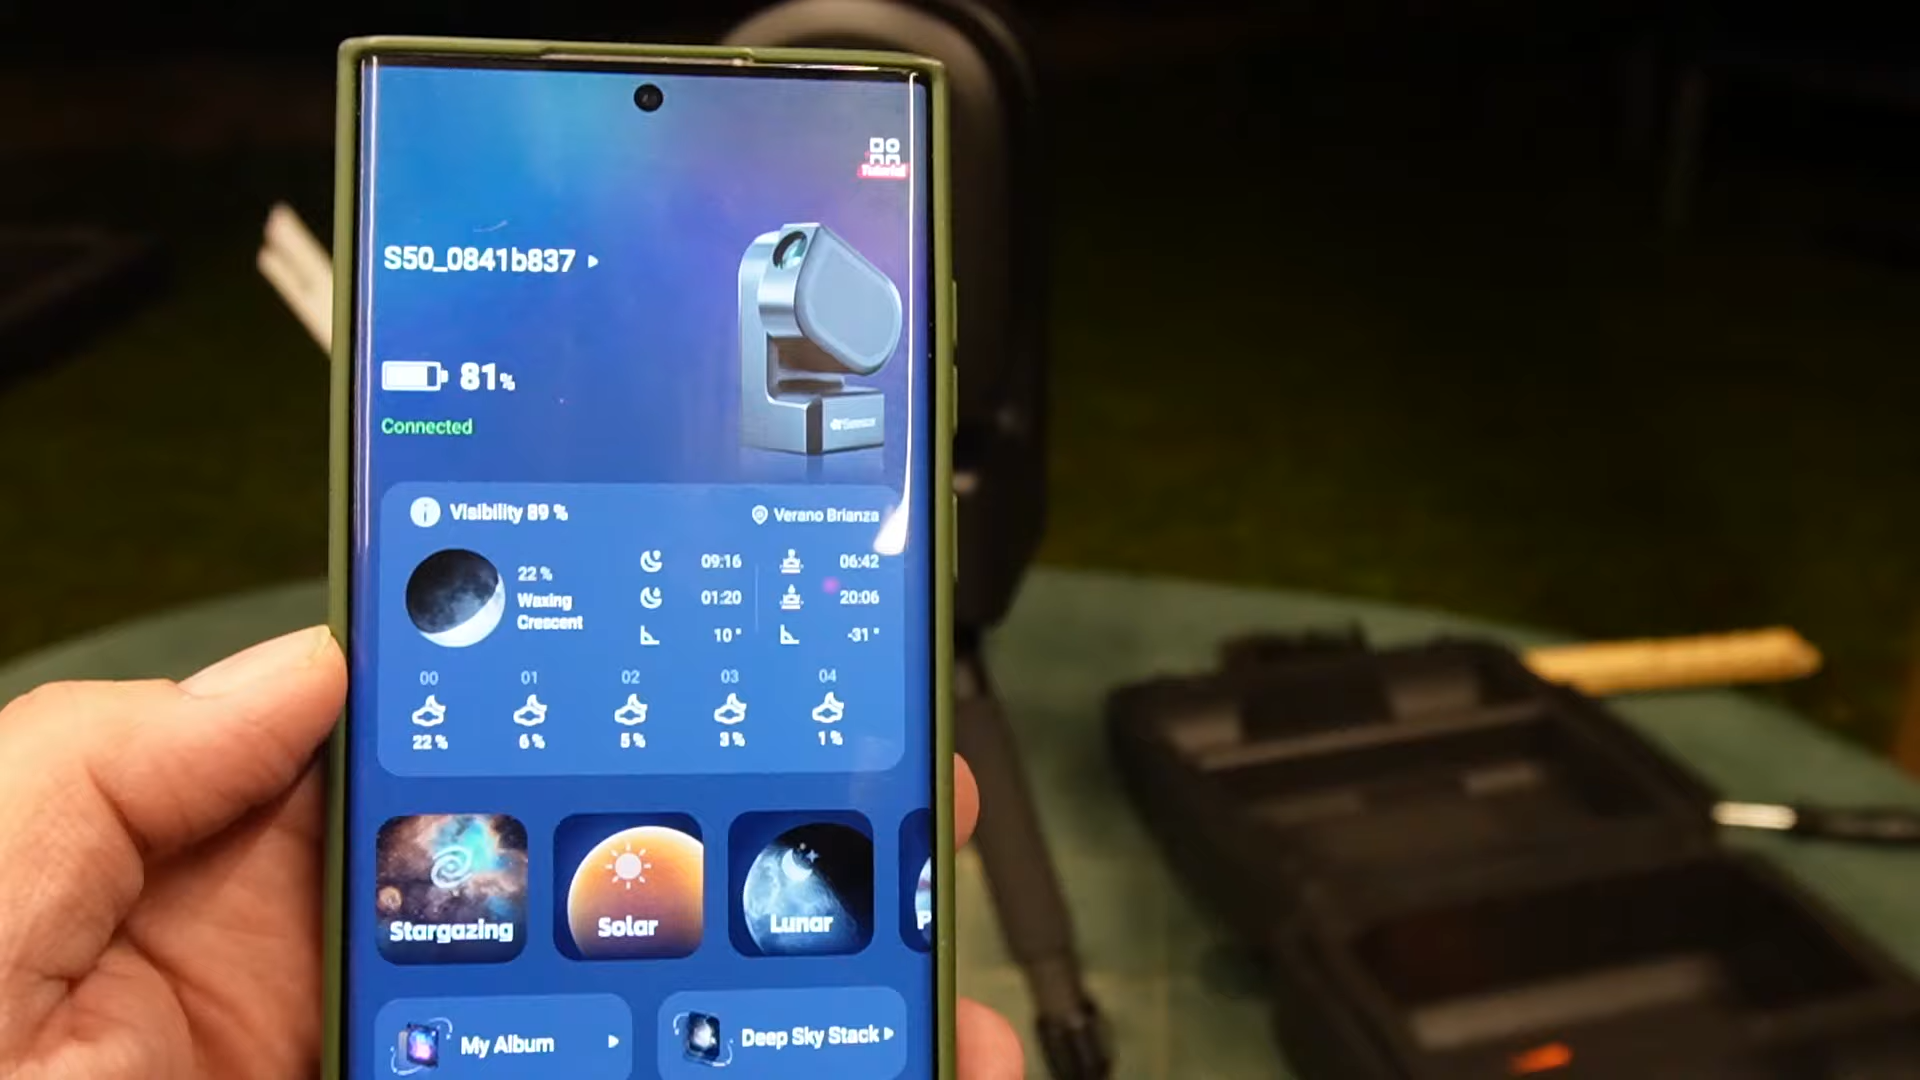 Tutorial
S50_0841b837
81%
Connected
Visibility 89 %
Verano Brianza
22 %
Waxing
Crescent
09:16
06:42
01:20
20:06
10 °
-31 °
00 01 02 03 04
22 % 6 % 5 % 3 % 1 %
Stargazing
Solar
Lunar
P
My Album
Deep Sky Stack